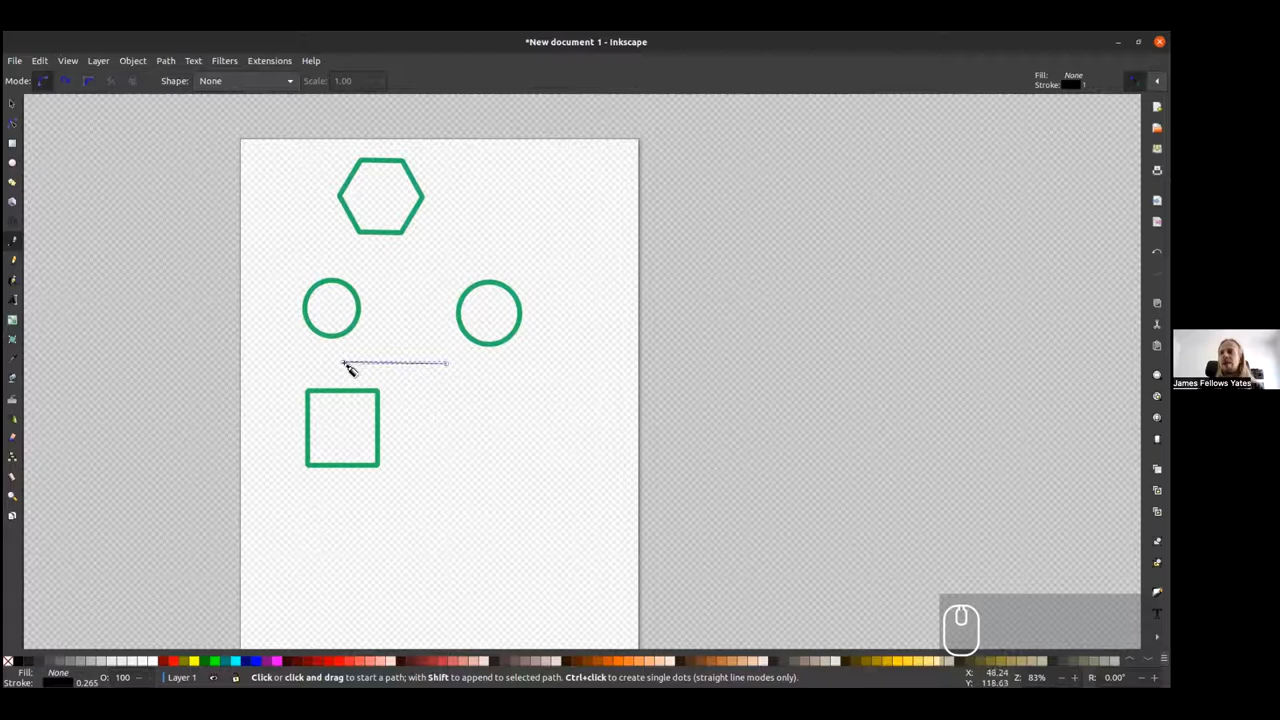 *New document 1 - Inkscape
File Edit View Layer Object Path Text Filters Extensions Help
Mode: Shape: None Scale: 1.00 Fill: None
Stroke: 1
James Fellows Yates
Fill: None
Stroke: 0.265 O: 100 Layer 1 Click or click and drag to start a path; with Shift to append to selected path. Ctrl+click to create single dots (straight line modes only). X: 48.24
Y: 118.63 Z: 83% R: 0.00°